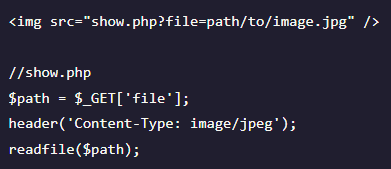 <img src="show.php?file=path/to/image.jpg" />
//show.php
$path = $_GET['file'];
header('Content-Type: image/jpeg');
readfile($path);